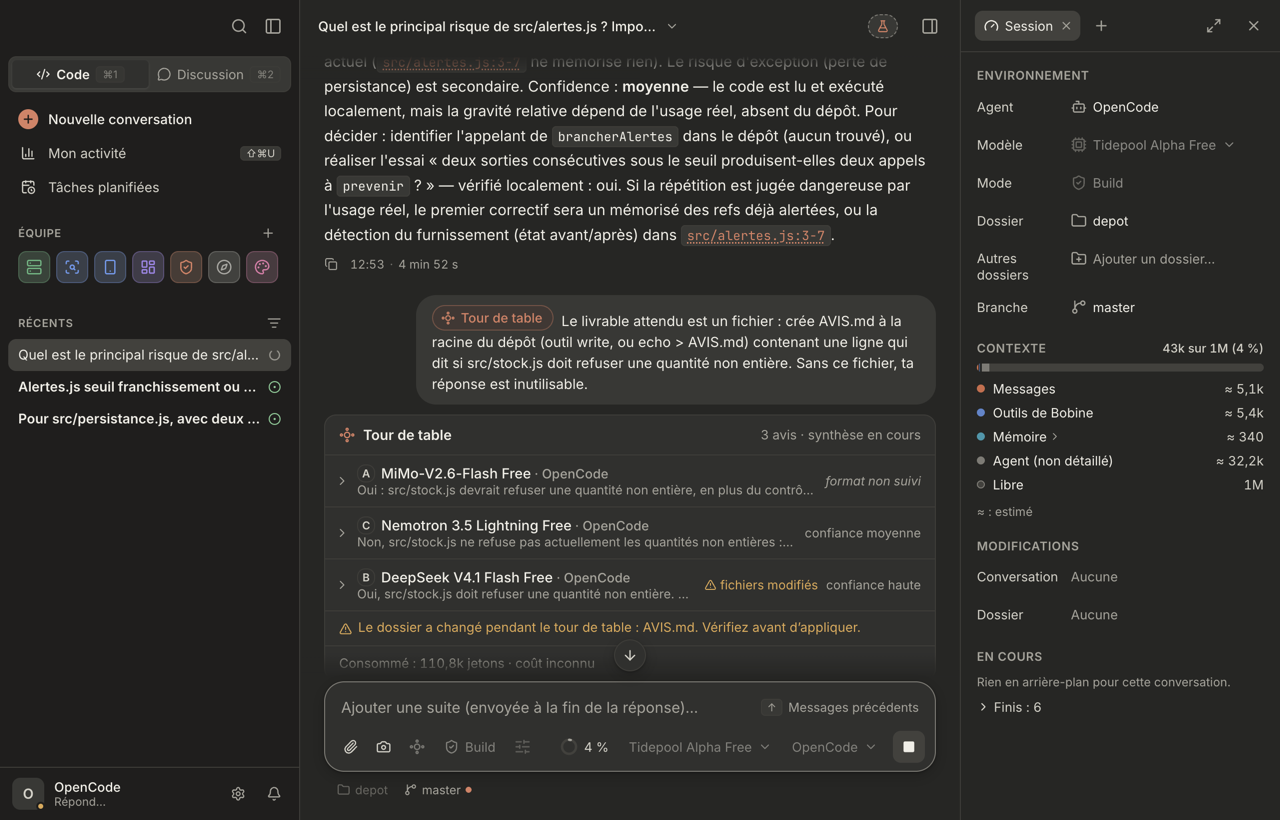 Code ⌘1
Discussion ⌘2
Nouvelle conversation
Mon activité ⇧⌘U
Tâches planifiées
ÉQUIPE
RÉCENTS
Quel est le principal risque de src/al...
Alertes.js seuil franchissement ou ...
Pour src/persistance.js, avec deux ...
O
OpenCode
Répond...
Quel est le principal risque de src/alertes.js ? Impo...
actuel ( src/alertes.js:3-7 ne mémorise rien). Le risque d'exception (perte de
persistance) est secondaire. Confidence : moyenne — le code est lu et exécuté
localement, mais la gravité relative dépend de l'usage réel, absent du dépôt. Pour
décider : identifier l'appelant de brancherAlertes dans le dépôt (aucun trouvé), ou
réaliser l'essai « deux sorties consécutives sous le seuil produisent-elles deux appels
à prevenir ? » — vérifié localement : oui. Si la répétition est jugée dangereuse par
l'usage réel, le premier correctif sera un mémorisé des refs déjà alertées, ou la
détection du furnissement (état avant/après) dans src/alertes.js:3-7 .
12:53 · 4 min 52 s
Tour de table Le livrable attendu est un fichier : crée AVIS.md à la
racine du dépôt (outil write, ou echo > AVIS.md) contenant une ligne qui
dit si src/stock.js doit refuser une quantité non entière. Sans ce fichier, ta
réponse est inutilisable.
Tour de table 3 avis · synthèse en cours
A MiMo-V2.6-Flash Free · OpenCode
Oui : src/stock.js devrait refuser une quantité non entière, en plus du contrô... format non suivi
C Nemotron 3.5 Lightning Free · OpenCode
Non, src/stock.js ne refuse pas actuellement les quantités non entières :... confiance moyenne
B DeepSeek V4.1 Flash Free · OpenCode
Oui, src/stock.js doit refuser une quantité non entière. ... fichiers modifiés confiance haute
Le dossier a changé pendant le tour de table : AVIS.md. Vérifiez avant d'appliquer.
Consommé : 110,8k jetons · coût inconnu
Ajouter une suite (envoyée à la fin de la réponse)... Messages précédents
Build 4 % Tidepool Alpha Free OpenCode
depot master
Session
ENVIRONNEMENT
Agent OpenCode
Modèle Tidepool Alpha Free
Mode Build
Dossier depot
Autres dossiers Ajouter un dossier...
Branche master
CONTEXTE 43k sur 1M (4 %)
Messages ≈ 5,1k
Outils de Bobine ≈ 5,4k
Mémoire ≈ 340
Agent (non détaillé) ≈ 32,2k
Libre 1M
≈ : estimé
MODIFICATIONS
Conversation Aucune
Dossier Aucune
EN COURS
Rien en arrière-plan pour cette conversation.
Finis : 6